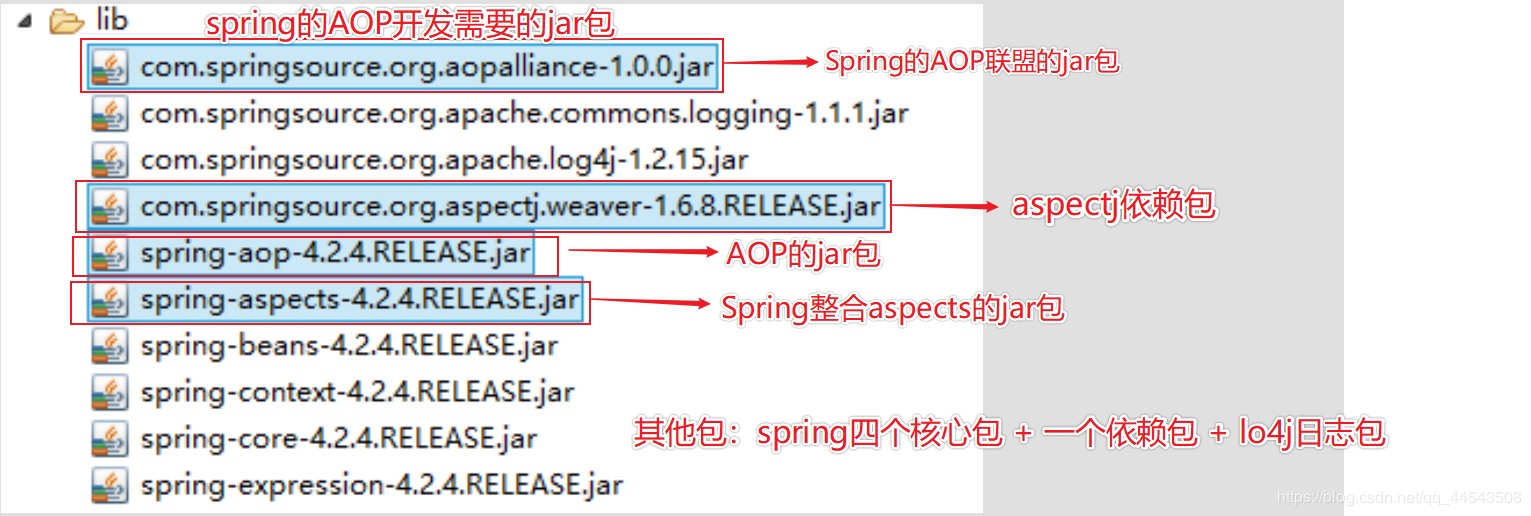 lib
spring的AOP开发需要的jar包
com.springsource.org.aopalliance-1.0.0.jar
Spring的AOP联盟的jar包
com.springsource.org.apache.commons.logging-1.1.1.jar
com.springsource.org.apache.log4j-1.2.15.jar
com.springsource.org.aspectj.weaver-1.6.8.RELEASE.jar
aspectj依赖包
spring-aop-4.2.4.RELEASE.jar
AOP的jar包
spring-aspects-4.2.4.RELEASE.jar
Spring整合aspects的jar包
spring-beans-4.2.4.RELEASE.jar
spring-context-4.2.4.RELEASE.jar
spring-core-4.2.4.RELEASE.jar
其他包：spring四个核心包 + 一个依赖包 + lo4j日志包
spring-expression-4.2.4.RELEASE.jar
https://blog.csdn.net/qq_44543508